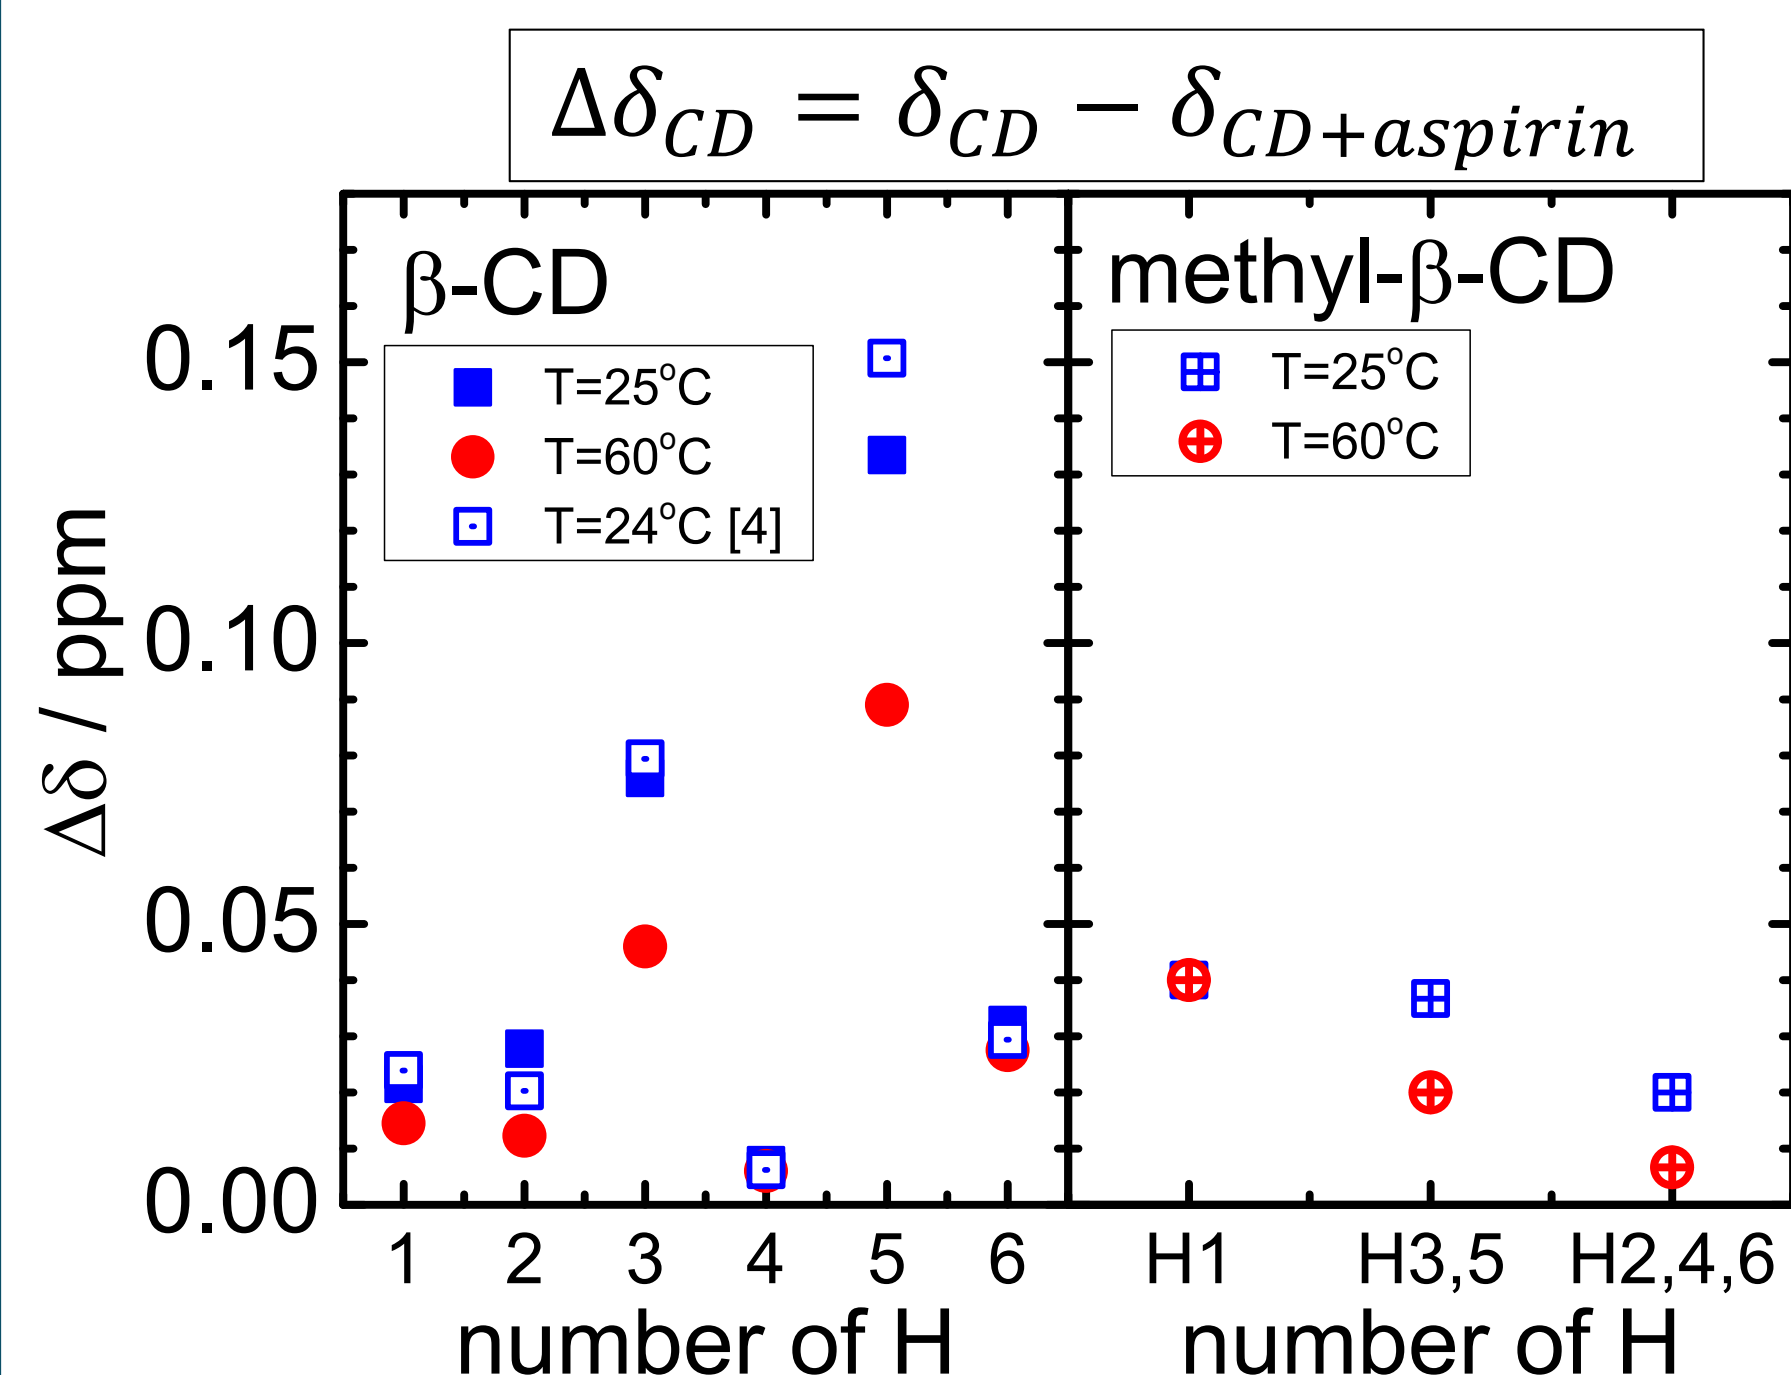 Δδ_CD = δ_CD − δ_CD+aspirin
β-CD
T=25°C
T=60°C
T=24°C [4]
methyl-β-CD
T=25°C
T=60°C
Δδ / ppm
0.15
0.10
0.05
0.00
1 2 3 4 5 6
number of H
H1 H3,5 H2,4,6
number of H